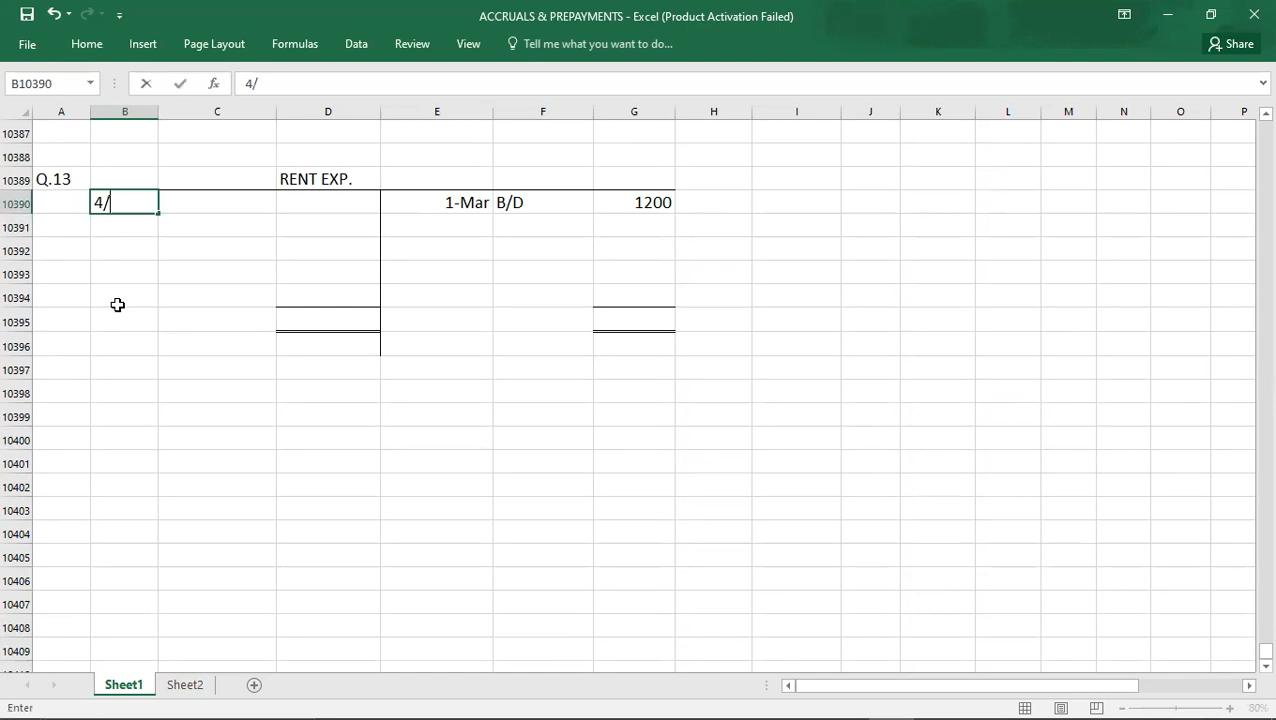 ACCRUALS & PREPAYMENTS - Excel (Product Activation Failed)
File Home Insert Page Layout Formulas Data Review View Tell me what you want to do... Share
B10390 fx 4/
A B C D E F G H I J K L M N O P
10387
10388
10389 Q.13 RENT EXP.
10390 4/ 1-Mar B/D 1200
10391
10392
10393
10394
10395
10396
10397
10398
10399
10400
10401
10402
10403
10404
10405
10406
10407
10408
10409
Sheet1 Sheet2
Enter 80%